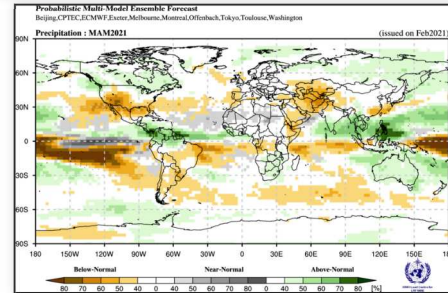 Probabilistic Multi-Model Ensemble Forecast
Beijing,CPTEC,ECMWF,Exeter,Melbourne,Montreal,Offenbach,Tokyo,Toulouse,Washington
Precipitation : MAM2021 (issued on Feb2021)
90N
60N
30N
0
30S
60S
90S
180 150W 120W 90W 60W 30W 0 30E 60E 90E 120E 150E
Below-Normal Near-Normal Above-Normal
80 70 60 50 40 0 40 50 60 70 80 0 40 50 60 70 80 [%]